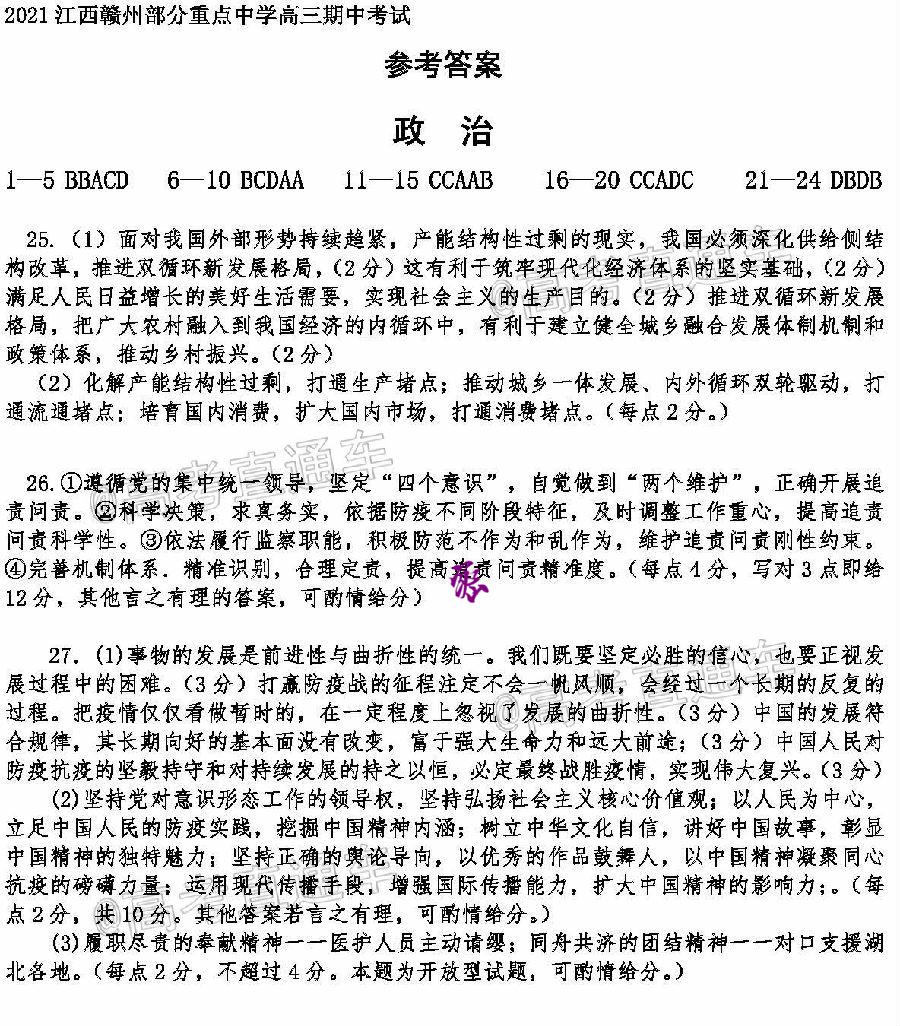 2021江西赣州部分重点中学高三期中考试
参考答案
政 治
1—5 BBACD 6—10 BCDAA 11—15 CCAAB 16—20 CCADC 21—24 DBDB
25.（1）面对我国外部形势持续趋紧，产能结构性过剩的现实，我国必须深化供给侧结
构改革，推进双循环新发展格局，（2分）这有利于筑牢现代化经济体系的坚实基础，（2分）
满足人民日益增长的美好生活需要，实现社会主义的生产目的。（2分）推进双循环新发展
格局，把广大农村融入到我国经济的内循环中，有利于建立健全城乡融合发展体制机制和
政策体系，推动乡村振兴。（2分）
（2）化解产能结构性过剩，打通生产堵点；推动城乡一体发展、内外循环双轮驱动，打
通流通堵点；培育国内消费，扩大国内市场，打通消费堵点。（每点2分。）
26.①遵循党的集中统一领导，坚定“四个意识”，自觉做到“两个维护”，正确开展追
责问责。②科学决策，求真务实，依据防疫不同阶段特征，及时调整工作重心，提高追责
问责科学性。③依法履行监察职能，积极防范不作为和乱作为，维护追责问责刚性约束。
④完善机制体系．精准识别，合理定责，提高追责问责精准度。（每点4分，写对3点即给
12分，其他言之有理的答案，可酌情给分）
27. (1)事物的发展是前进性与曲折性的统一。我们既要坚定必胜的信心，也要正视发
展过程中的困难。（3分）打赢防疫战的征程注定不会一帆风顺，会经过一个长期的反复的
过程。把疫情仅仅看做暂时的，在一定程度上忽视了发展的曲折性。（3分）中国的发展符
合规律，其长期向好的基本面没有改变，富于强大生命力和远大前途；（3分）中国人民对
防疫抗疫的坚毅持守和对持续发展的持之以恒，必定最终战胜疫情，实现伟大复兴。（3分）
(2)坚持党对意识形态工作的领导权，坚持弘扬社会主义核心价值观；以人民为中心，
立足中国人民的防疫实践，挖掘中国精神内涵；树立中华文化自信，讲好中国故事，彰显
中国精神的独特魅力；坚持正确的舆论导向，以优秀的作品鼓舞人，以中国精神凝聚同心
抗疫的磅礴力量；运用现代传播手段，增强国际传播能力，扩大中国精神的影响力；。（每
点2分，共10分。其他答案若言之有理，可酌情给分。）
(3)履职尽责的奉献精神一一医护人员主动请缨；同舟共济的团结精神一一对口支援湖
北各地。（每点2分，不超过4分。本题为开放型试题，可酌情给分。）
@高考直通车
@高考直通车
@高考直通车
@高考直通车